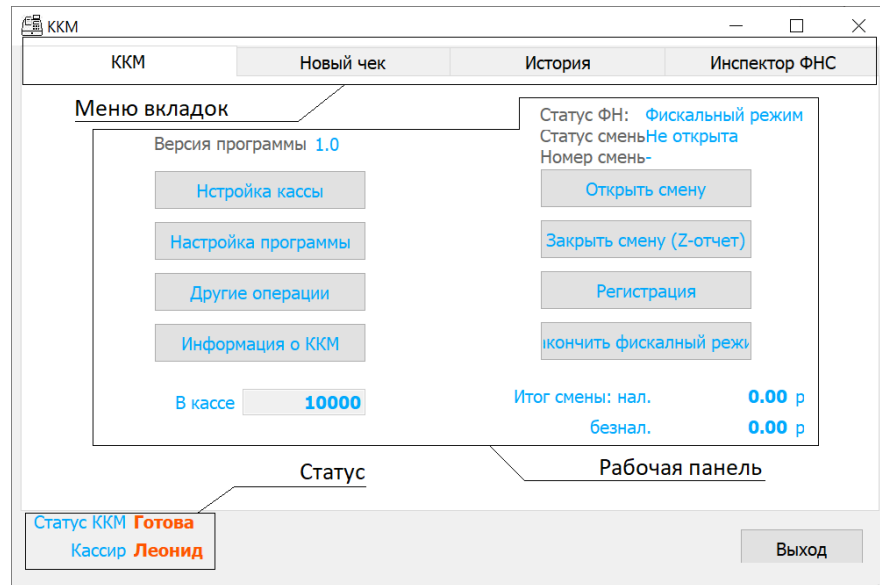 ККМ
ККМ Новый чек История Инспектор ФНС
Меню вкладок
Версия программы 1.0
Статус ФН: Фискальный режим
Статус смень Не открыта
Номер смень -
Нстройка кассы
Открыть смену
Настройка программы
Закрыть смену (Z-отчет)
Другие операции
Регистрация
Информация о ККМ
кончить фискалный режи
В кассе 10000
Итог смены: нал. 0.00 р
безнал. 0.00 р
Статус
Рабочая панель
Статус ККМ Готова
Кассир Леонид
Выход